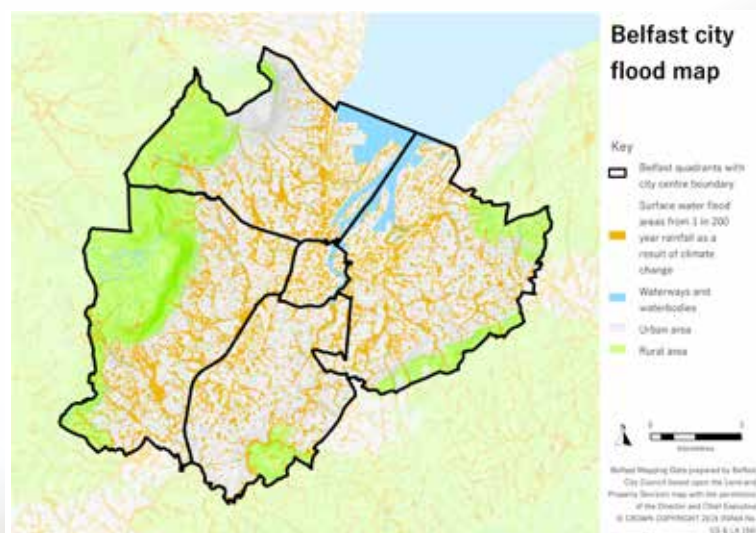 Belfast city
flood map
Key
Belfast quadrants with
city centre boundary
Surface water flood
areas from 1 in 200
year rainfall as a
result of climate
change
Waterways and
waterbodies
Urban area
Rural area
N
0
Belfast Mapping Data prepared by Belfast
City Council based upon the Land and
Property Services map with the permission
of the Director and Chief Executive
© CROWN COPYRIGHT